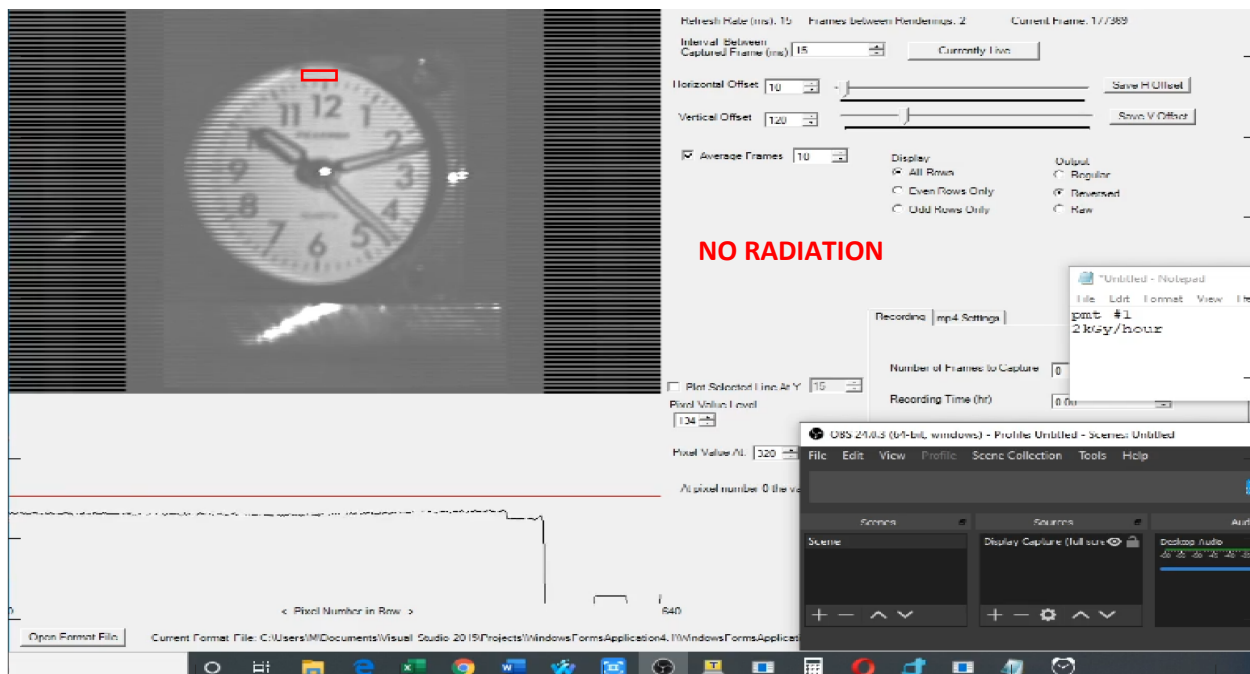 Refresh Rate (ms): 15 Frames between Renderings: 2 Current Frame: 177369
Interval Between
Captured Frame (ms) 15 Currently Live
Horizontal Offset 10 Save H Offset
Vertical Offset 120 Save V Offset
Average Frames 10
Display
All Rows
Even Rows Only
Odd Rows Only
Output
Regular
Reversed
Raw
12
11 1
2
9 3
8 4
7 6 5
NO RADIATION
*Untitled - Notepad
File Edit Format View
pmt #1
2kGy/hour
Recording mp4 Settings
Number of Frames to Capture 0
Recording Time (hr) 0.00
Plot Selected Line At Y 15
Pixel Value Level
134
Pixel Value At: 320
At pixel number 0 the va
OBS 24.0.3 (64-bit, windows) - Profile: Untitled - Scenes: Untitled
File Edit View Profile Scene Collection Tools Help
Scenes Sources Aud
Scene
Display Capture (full scre
Desktop Audio
< Pixel Number in Row >
640
Open Format File Current Format File: C:\Users\M\Documents\Visual Studio 2015\Projects\WindowsFormsApplication4.